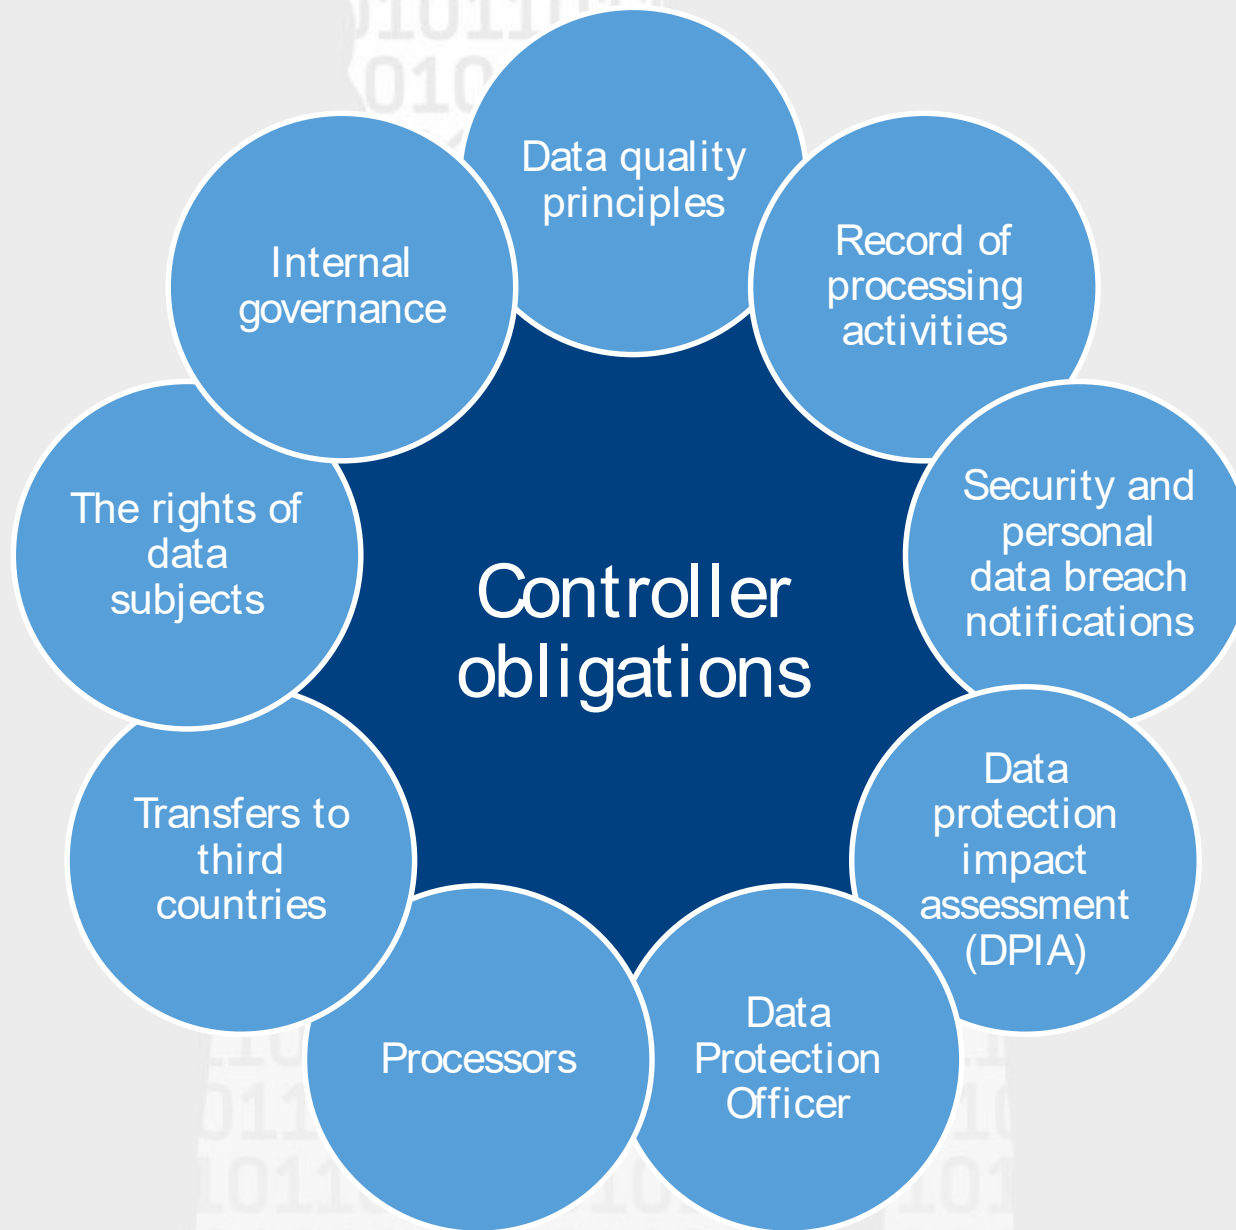 Data quality
principles
Record of
processing
activities
Security and
personal
data breach
notifications
Data
protection
impact
assessment
(DPIA)
Data
Protection
Officer
Processors
Transfers to
third
countries
The rights of
data
subjects
Internal
governance
Controller
obligations